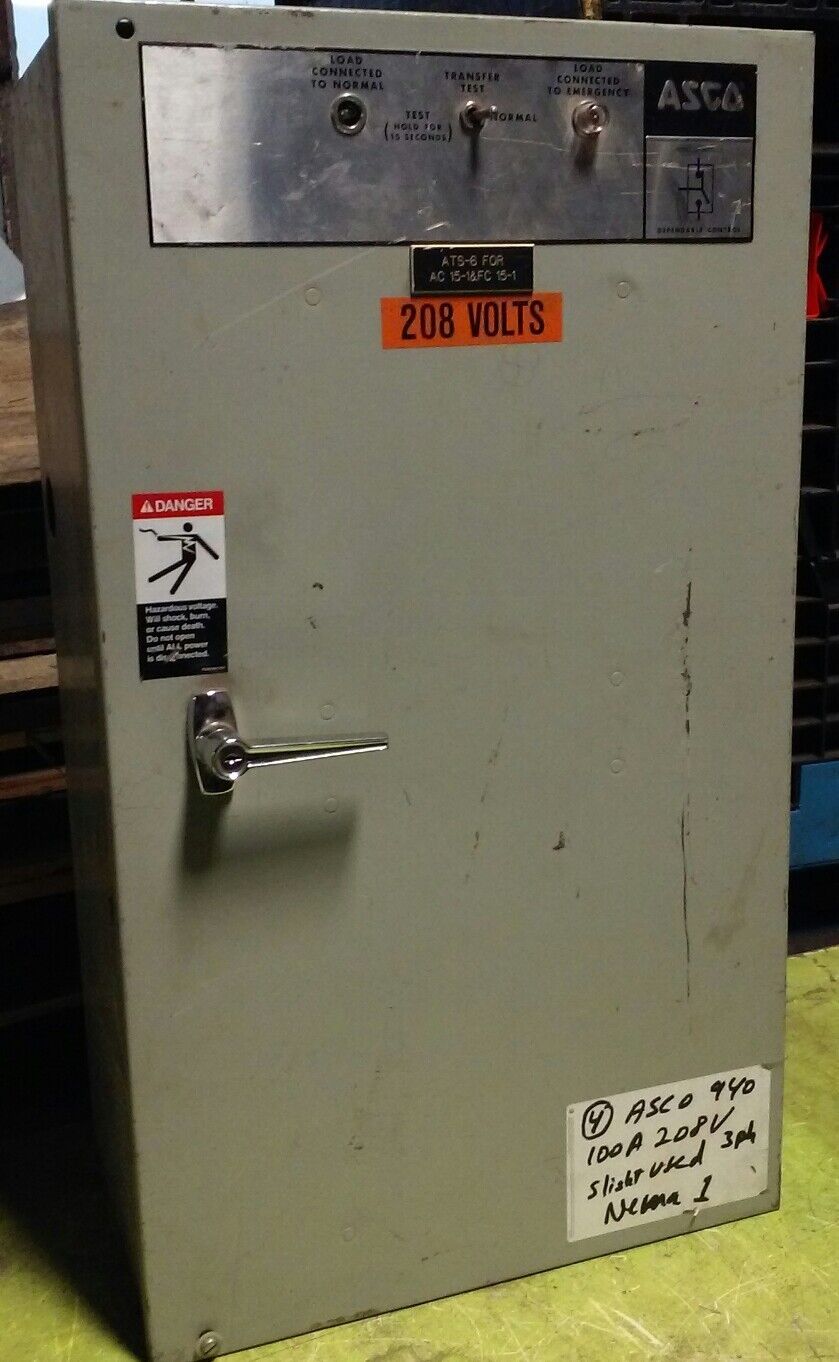 LOAD
CONNECTED
TO NORMAL
TRANSFER
TEST
TEST
(HOLD FOR
15 SECONDS)
NORMAL
LOAD
CONNECTED
TO EMERGENCY
ASCO
DEPENDABLE CONTROL
ATS-6 FOR
AC 15-1&FC 15-1
208 VOLTS
DANGER
Hazardous voltage.
Will shock, burn,
or cause death.
Do not open
until ALL power
is disconnected.
4 ASCO 940
100A 208V
slight used 3ph
Nema 1